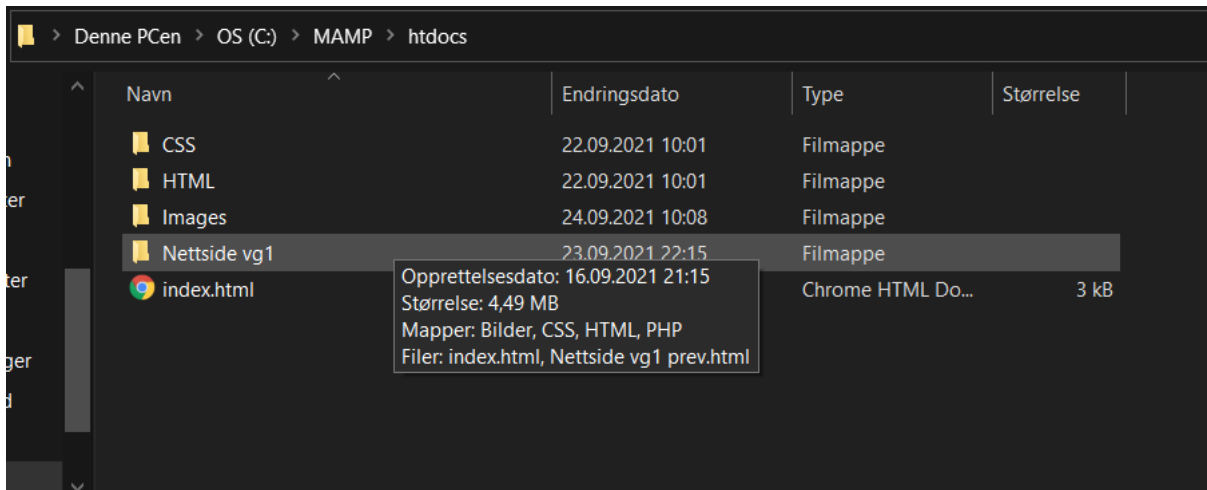 > Denne PCen > OS (C:) > MAMP > htdocs
Navn Endringsdato Type Størrelse
CSS 22.09.2021 10:01 Filmappe
HTML 22.09.2021 10:01 Filmappe
Images 24.09.2021 10:08 Filmappe
Nettside vg1 23.09.2021 22:15 Filmappe
index.html Chrome HTML Do... 3 kB
Opprettelsesdato: 16.09.2021 21:15
Størrelse: 4,49 MB
Mapper: Bilder, CSS, HTML, PHP
Filer: index.html, Nettside vg1 prev.html
ter
ger